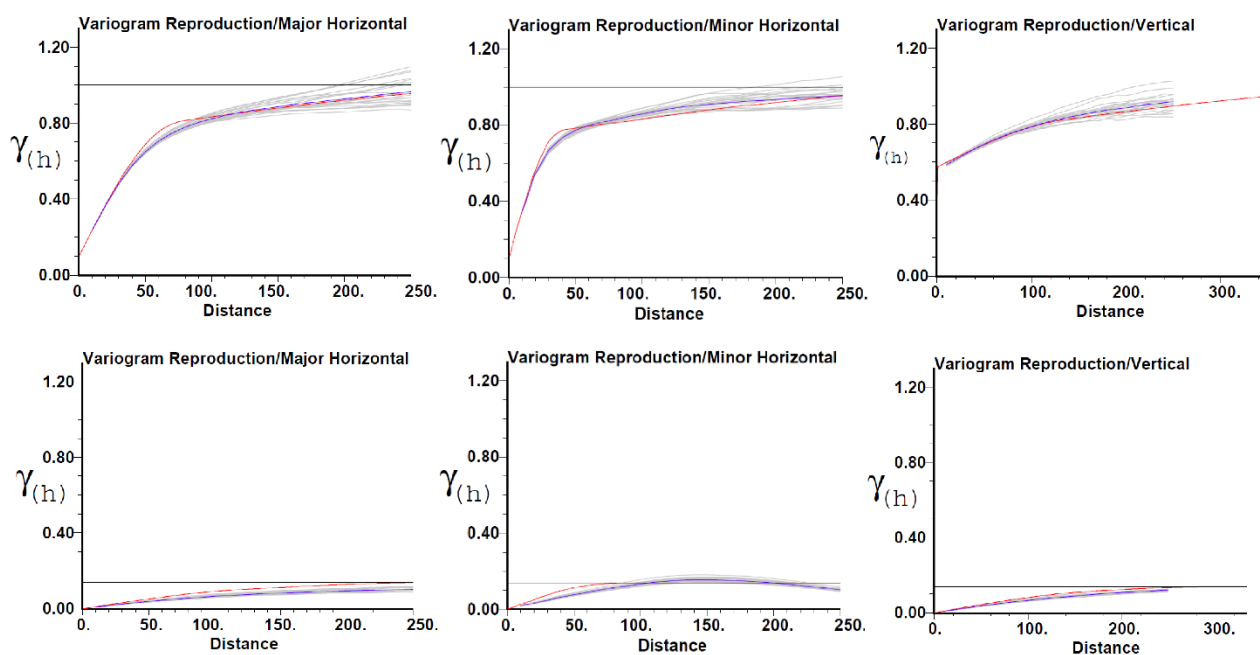 Variogram Reproduction/Major Horizontal
1.20
0.80
γ(h)
0.40
0.00
0. 50. 100. 150. 200. 250.
Distance
Variogram Reproduction/Minor Horizontal
1.20
0.80
γ(h)
0.40
0.00
0. 50. 100. 150. 200. 250.
Distance
Variogram Reproduction/Vertical
1.20
0.80
γ(h)
0.40
0.00
0. 100. 200. 300.
Distance
Variogram Reproduction/Major Horizontal
1.20
0.80
γ(h)
0.40
0.00
0. 50. 100. 150. 200. 250.
Distance
Variogram Reproduction/Minor Horizontal
1.20
0.80
γ(h)
0.40
0.00
0. 50. 100. 150. 200. 250.
Distance
Variogram Reproduction/Vertical
1.20
0.80
γ(h)
0.40
0.00
0. 100. 200. 300.
Distance